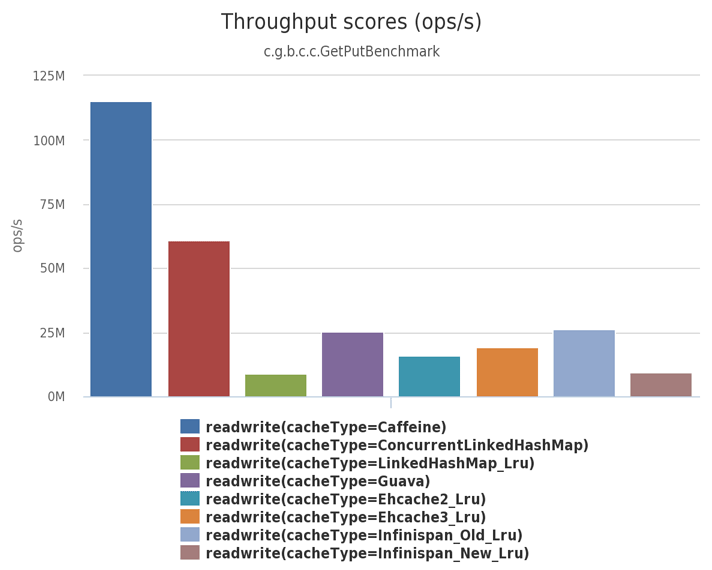 Throughput scores (ops/s)
c.g.b.c.c.GetPutBenchmark
125M
100M
75M
50M
25M
0M
ops/s
readwrite(cacheType=Caffeine)
readwrite(cacheType=ConcurrentLinkedHashMap)
readwrite(cacheType=LinkedHashMap_Lru)
readwrite(cacheType=Guava)
readwrite(cacheType=Ehcache2_Lru)
readwrite(cacheType=Ehcache3_Lru)
readwrite(cacheType=Infinispan_Old_Lru)
readwrite(cacheType=Infinispan_New_Lru)